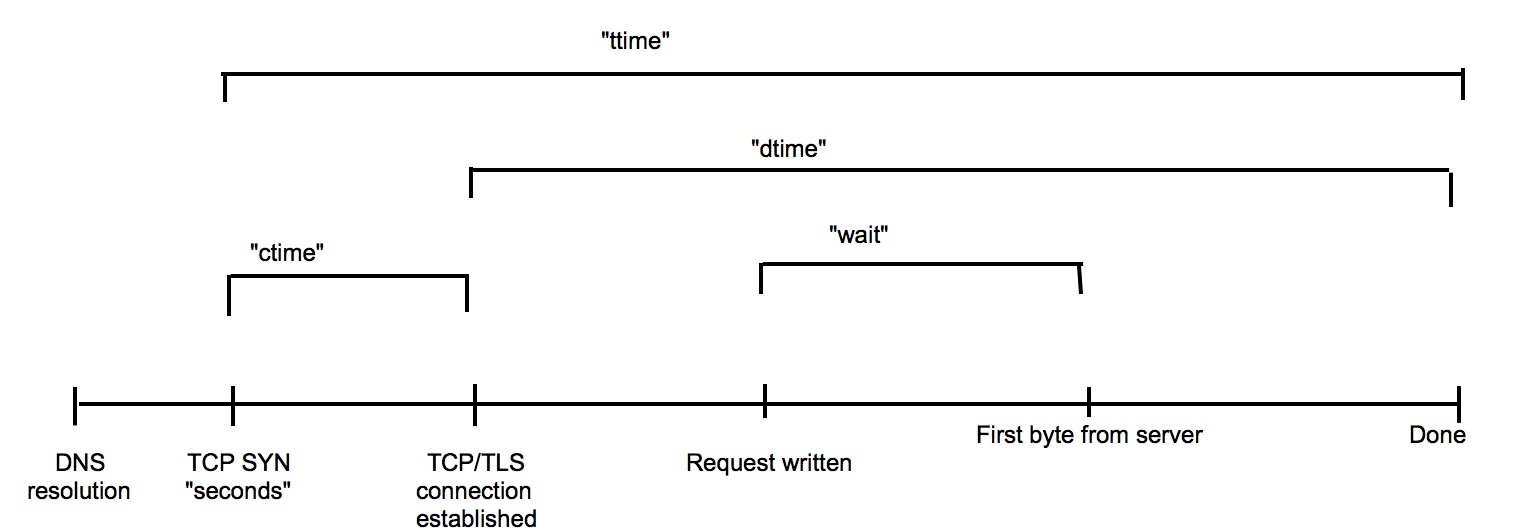 "ttime"
"dtime"
"wait"
"ctime"
First byte from server
Done
DNS
resolution
TCP SYN
"seconds"
TCP/TLS
connection
established
Request written